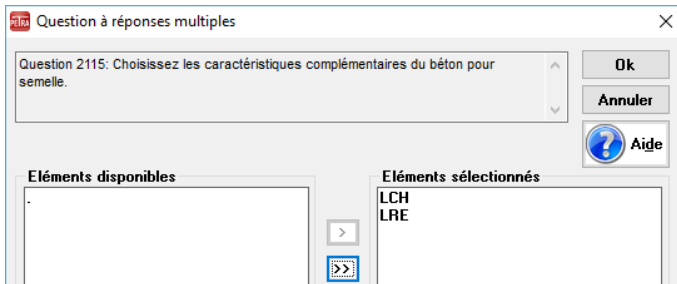 PETRA
Question à réponses multiples
Question 2115: Choisissez les caractéristiques complémentaires du béton pour
semelle.
Ok
Annuler
Aide
Eléments disponibles
.
>
>>
Eléments sélectionnés
LCH
LRE